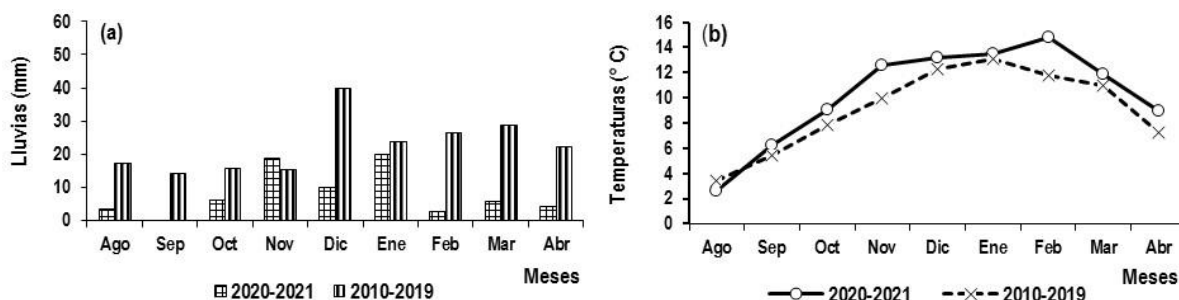 (a)
Lluvias (mm)
60
50
40
30
20
10
0
Ago Sep Oct Nov Dic Ene Feb Mar Abr
Meses
2020-2021 2010-2019
(b)
Temperaturas (° C)
16
14
12
10
8
6
4
2
0
Ago Sep Oct Nov Dic Ene Feb Mar Abr
Meses
2020-2021 2010-2019